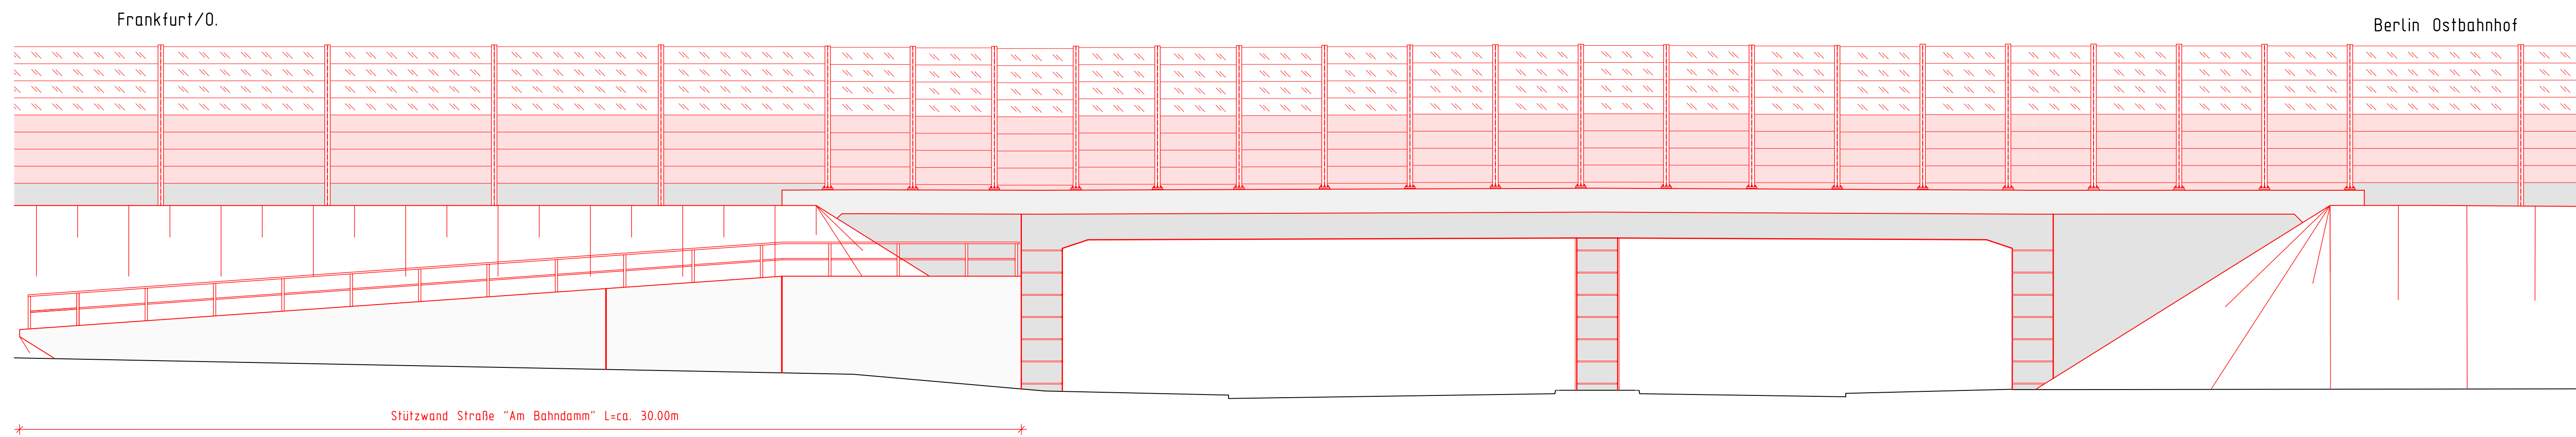 Frankfurt/O.
Berlin Ostbahnhof
Stützwand Straße "Am Bahndamm" L=ca. 30.00m